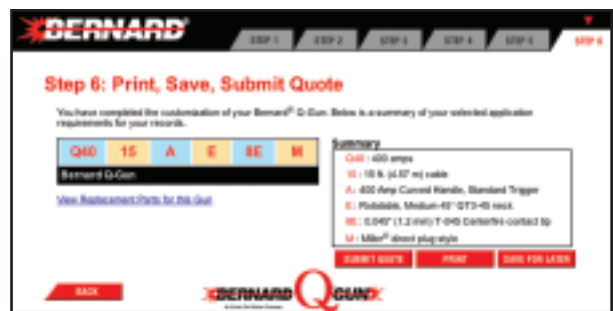 BERNARD
STEP 1 STEP 2 STEP 3 STEP 4 STEP 5 STEP 6
Step 6: Print, Save, Submit Quote
You have completed the customization of your Bernard® Q-Gun. Below is a summary of your selected application
requirements for your records.
Q40 15 A E 8E M
Bernard Q-Gun
View Replacement Parts for this Gun
Summary
Q40 : 400 amps
15 : 15 ft. (4.57 m) cable
A : 400 Amp Curved Handle, Standard Trigger
E : Rotatable, Medium 45° QT3-45 neck
8E : 0.045" (1.2 mm) T-045 Centerfire contact tip
M : Miller® direct plug style
SUBMIT QUOTE PRINT SAVE FOR LATER
BACK
BERNARD Q GUN